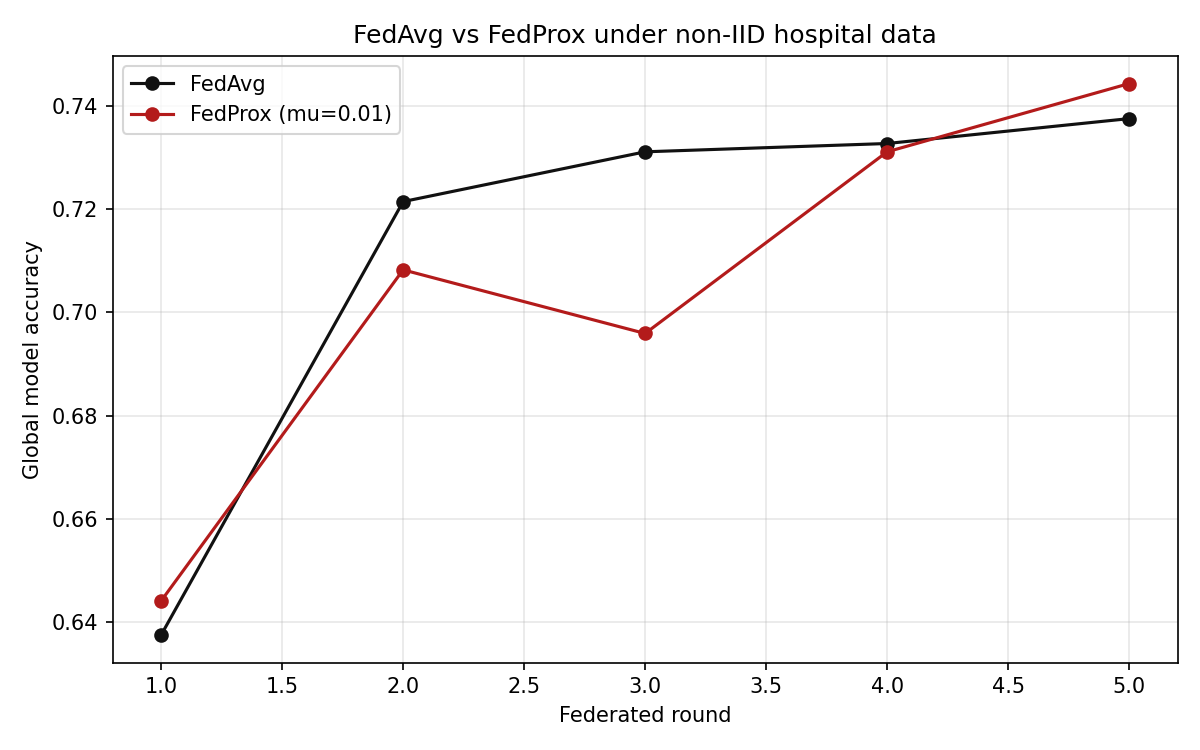 FedAvg vs FedProx under non-IID hospital data
FedAvg
FedProx (mu=0.01)
Global model accuracy
0.74
0.72
0.70
0.68
0.66
0.64
1.0 1.5 2.0 2.5 3.0 3.5 4.0 4.5 5.0
Federated round